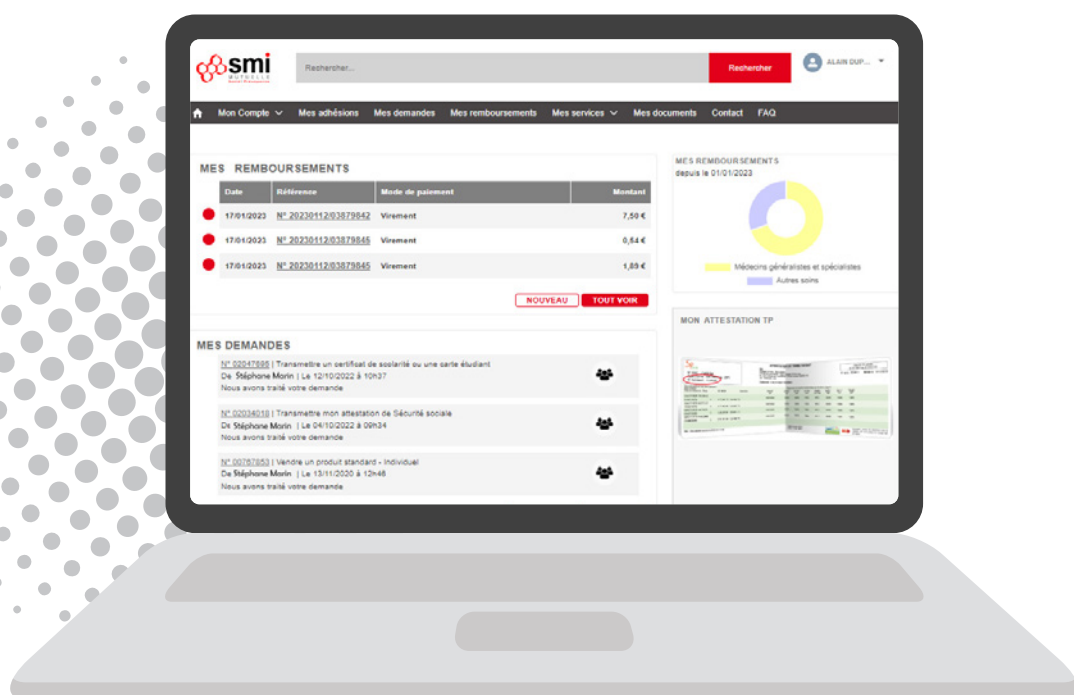 smi
MUTUELLE
Rechercher...
Rechercher
ALAIN DUP...
Mon Compte
Mes adhésions
Mes demandes
Mes remboursements
Mes services
Mes documents
Contact
FAQ
MES REMBOURSEMENTS
Date Référence Mode de paiement Montant
17/01/2023 N° 20230112/03879842 Virement 7,50 €
17/01/2023 N° 20230112/03879845 Virement 0,54 €
17/01/2023 N° 20230112/03879845 Virement 1,89 €
NOUVEAU
TOUT VOIR
MES REMBOURSEMENTS
depuis le 01/01/2023
Médecins généralistes et spécialistes
Autres soins
MES DEMANDES
N° 02047695 | Transmettre un certificat de scolarité ou une carte étudiant
De Stéphane Morin | Le 12/10/2022 à 10h37
Nous avons traité votre demande
N° 02034018 | Transmettre mon attestation de Sécurité sociale
De Stéphane Morin | Le 04/10/2022 à 09h34
Nous avons traité votre demande
N° 00767853 | Vendre un produit standard - Individuel
De Stéphane Morin | Le 13/11/2020 à 12h46
Nous avons traité votre demande
MON ATTESTATION TP